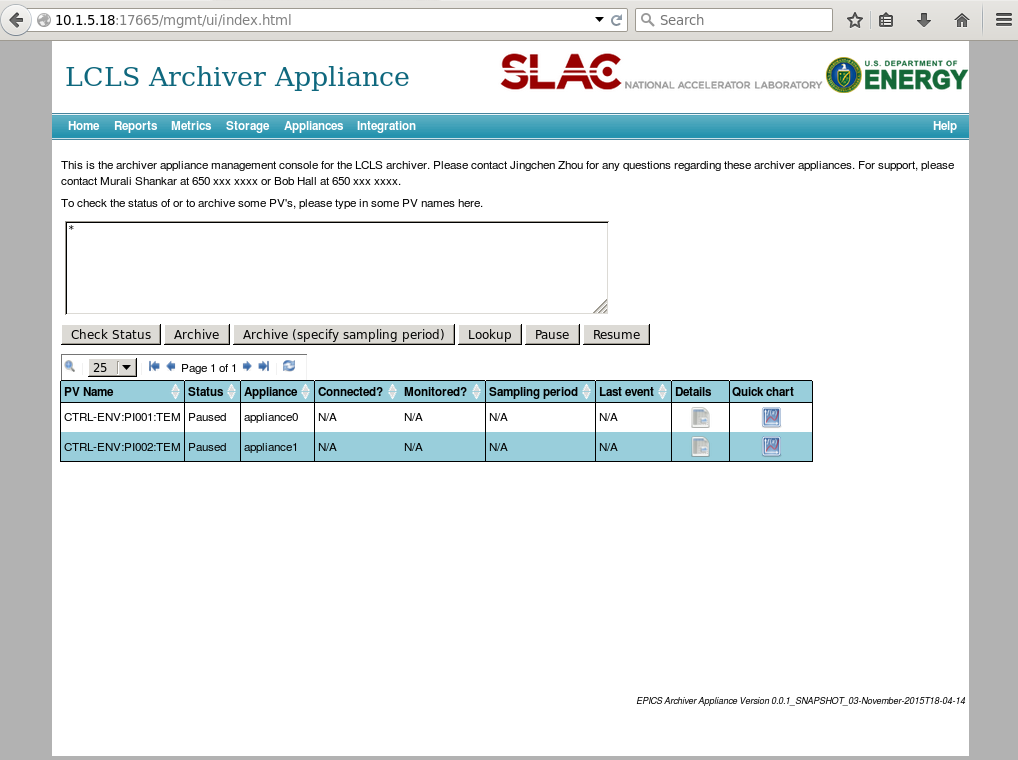 10.1.5.18:17665/mgmt/ui/index.html Search
LCLS Archiver Appliance
SLAC NATIONAL ACCELERATOR LABORATORY
U.S. DEPARTMENT OF
ENERGY
Home Reports Metrics Storage Appliances Integration Help
This is the archiver appliance management console for the LCLS archiver. Please contact Jingchen Zhou for any questions regarding these archiver appliances. For support, please
contact Murali Shankar at 650 xxx xxxx or Bob Hall at 650 xxx xxxx.
To check the status of or to archive some PV's, please type in some PV names here.
*
Check Status Archive Archive (specify sampling period) Lookup Pause Resume
25 Page 1 of 1
PV Name Status Appliance Connected? Monitored? Sampling period Last event Details Quick chart
CTRL-ENV:PI001:TEM Paused appliance0 N/A N/A N/A N/A
CTRL-ENV:PI002:TEM Paused appliance1 N/A N/A N/A N/A
EPICS Archiver Appliance Version 0.0.1_SNAPSHOT_03-November-2015T18-04-14